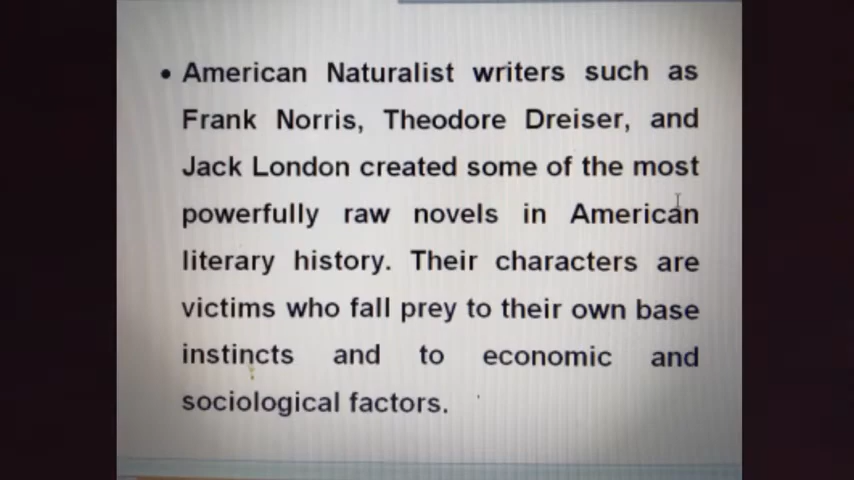 • American Naturalist writers such as
Frank Norris, Theodore Dreiser, and
Jack London created some of the most
powerfully raw novels in American
literary history. Their characters are
victims who fall prey to their own base
instincts and to economic and
sociological factors.